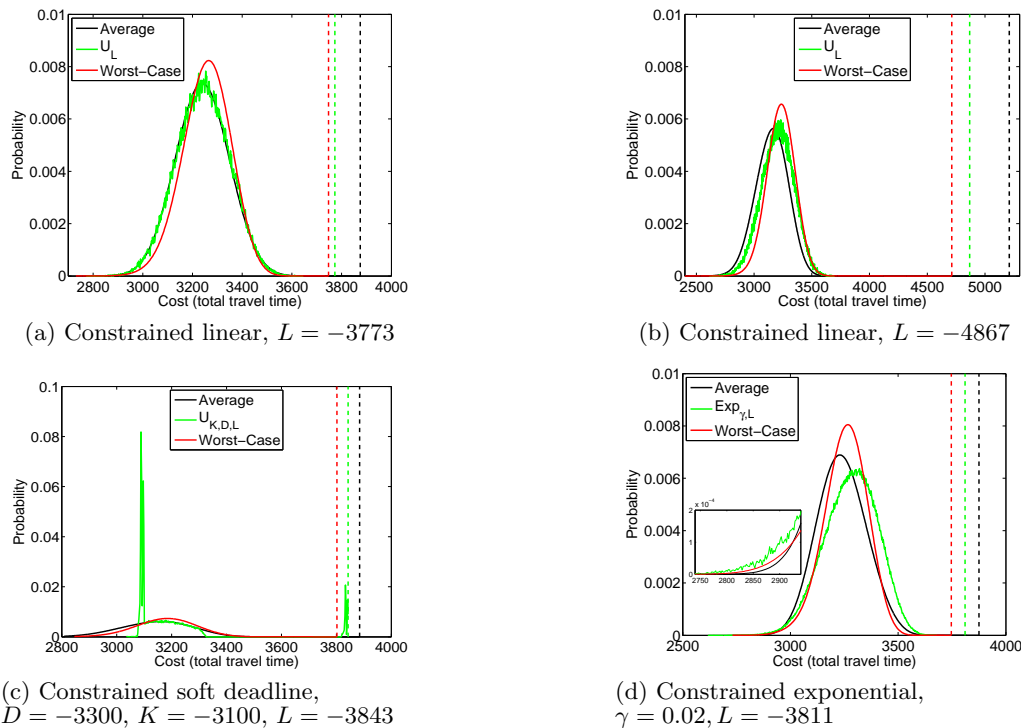 0.01
0.008
0.006
0.004
0.002
0
Probability
Average
U_L
Worst−Case
2800 3000 3200 3400 3600 3800 4000
Cost (total travel time)
(a) Constrained linear, L = −3773
0.01
0.008
0.006
0.004
0.002
0
Probability
Average
U_L
Worst−Case
2500 3000 3500 4000 4500 5000
Cost (total travel time)
(b) Constrained linear, L = −4867
0.1
0.08
0.06
0.04
0.02
0
Probability
Average
U_K,D,L
Worst−Case
2800 3000 3200 3400 3600 3800 4000
Cost (total travel time)
(c) Constrained soft deadline,
D = −3300, K = −3100, L = −3843
0.01
0.008
0.006
0.004
0.002
0
Probability
Average
Exp_γ,L
Worst−Case
2 x 10⁻⁴
1
0
2750 2800 2850 2900
2500 3000 3500 4000
Cost (total travel time)
(d) Constrained exponential,
γ = 0.02, L = −3811